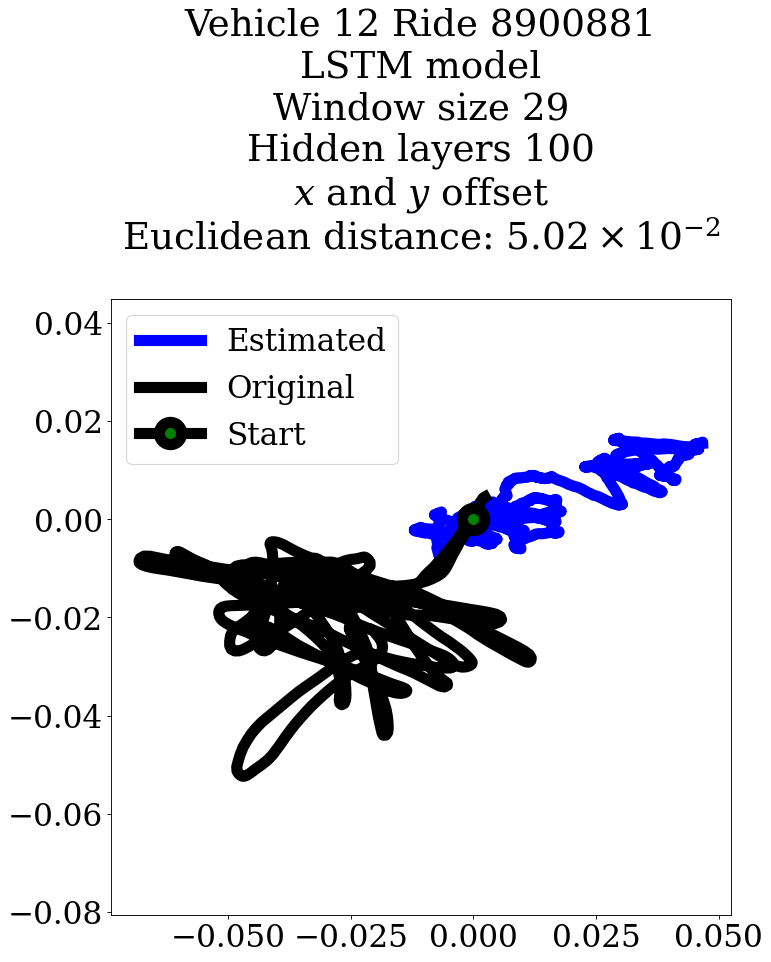 Vehicle 12 Ride 8900881
LSTM model
Window size 29
Hidden layers 100
x and y offset
Euclidean distance: 5.02 × 10⁻²
Estimated
Original
Start
0.04
0.02
0.00
−0.02
−0.04
−0.06
−0.08
−0.050 −0.025 0.000 0.025 0.050